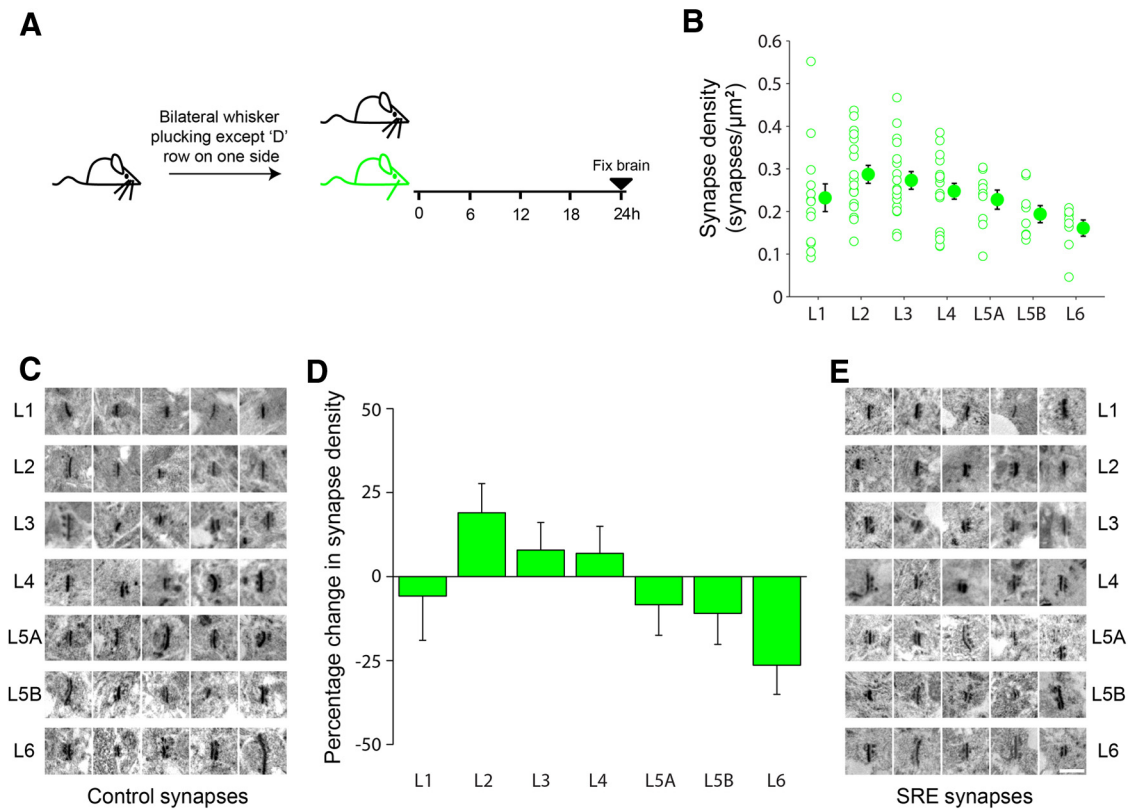 A
Bilateral whisker
plucking except ‘D’
row on one side
Fix brain
0 6 12 18 24h
B
Synapse density
(synapses/µm²)
0.6
0.5
0.4
0.3
0.2
0.1
0
L1 L2 L3 L4 L5A L5B L6
C
L1
L2
L3
L4
L5A
L5B
L6
Control synapses
D
Percentage change in synapse density
50
25
0
-25
-50
L1 L2 L3 L4 L5A L5B L6
E
L1
L2
L3
L4
L5A
L5B
L6
SRE synapses